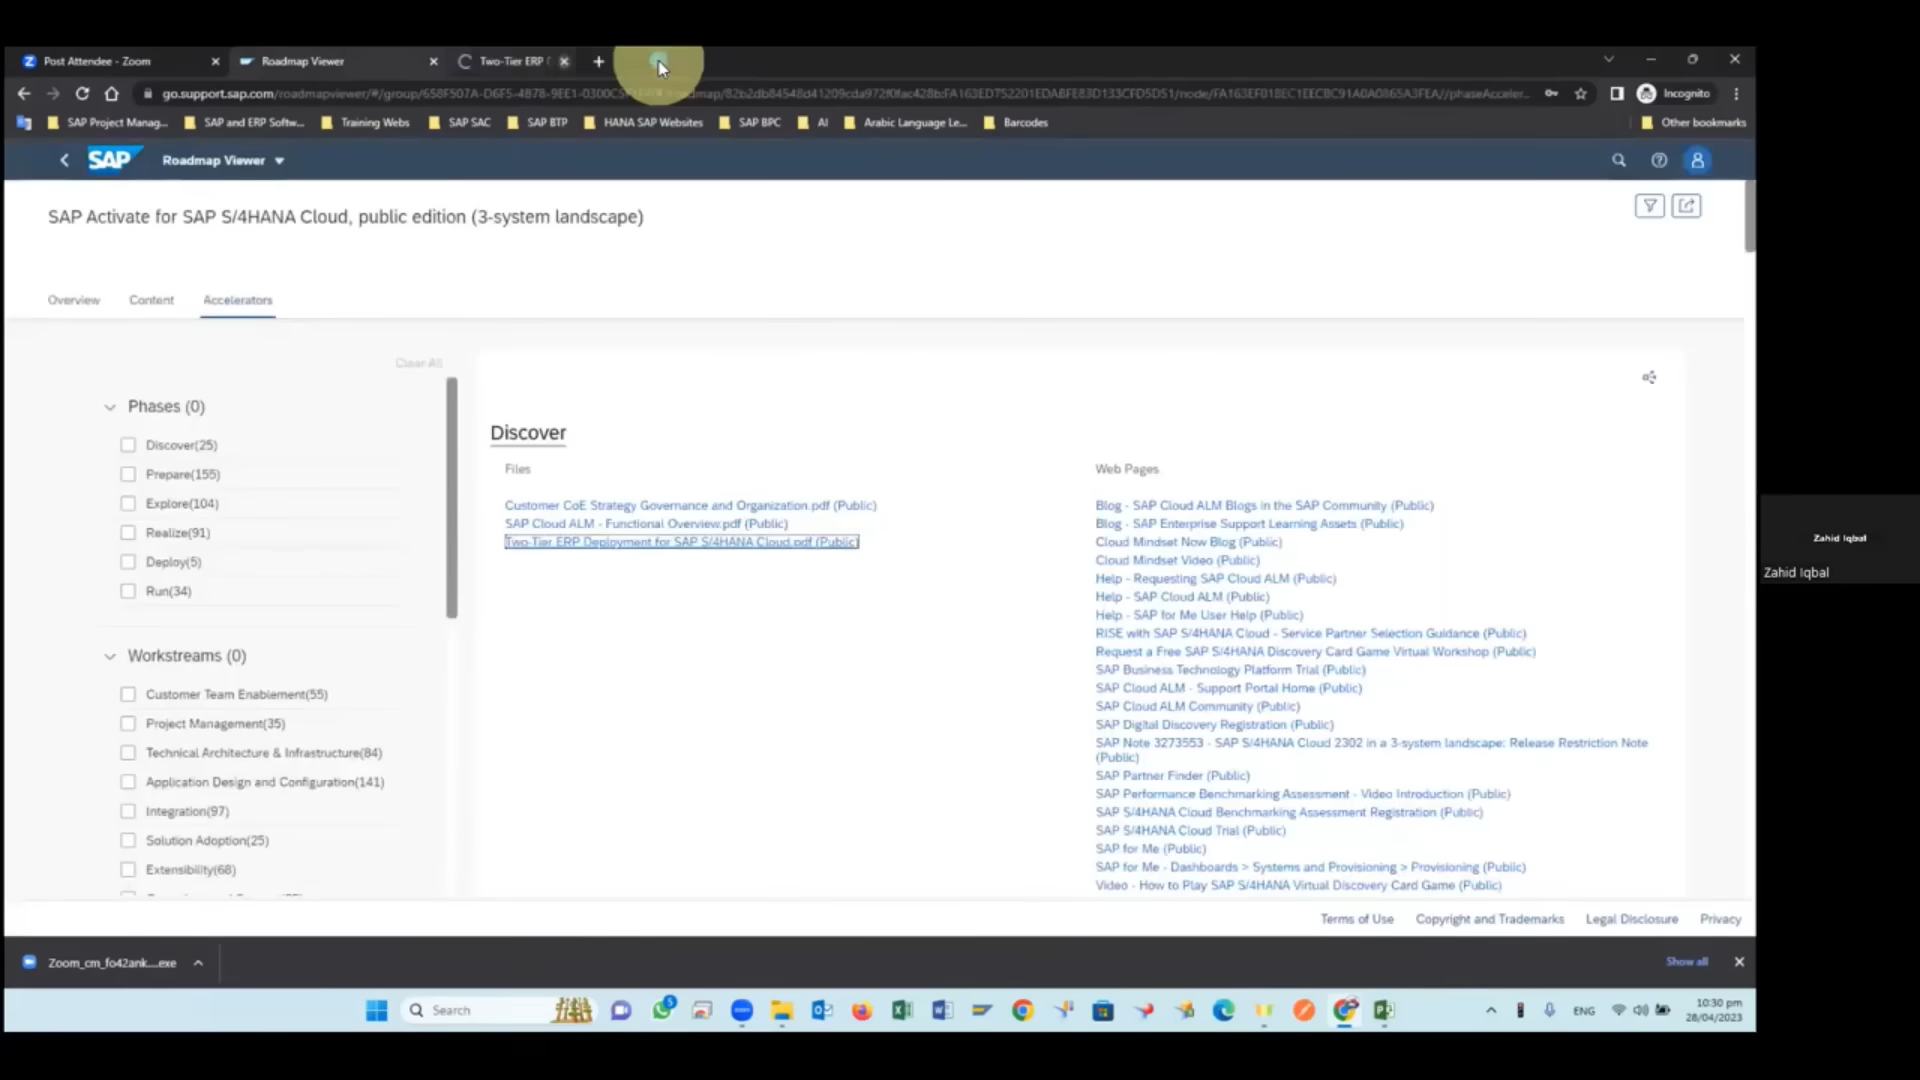 Post Attendee - Zoom
Roadmap Viewer
Two-Tier ERP
go.support.sap.com/roadmapviewer/#/group/658F507A-D6F5-4878-9EE1-0300C5
Incognito
SAP Project Manag...
SAP and ERP Softw...
Training Webs
SAP SAC
SAP BTP
HANA SAP Websites
SAP BPC
AI
Arabic Language Le...
Barcodes
Other bookmarks
SAP
Roadmap Viewer
SAP Activate for SAP S/4HANA Cloud, public edition (3-system landscape)
Overview
Content
Accelerators
Clear All
Phases (0)
Discover(25)
Prepare(155)
Explore(104)
Realize(91)
Deploy(5)
Run(34)
Workstreams (0)
Customer Team Enablement(55)
Project Management(35)
Technical Architecture & Infrastructure(84)
Application Design and Configuration(141)
Integration(97)
Solution Adoption(25)
Extensibility(68)
Discover
Files
Customer CoE Strategy Governance and Organization.pdf (Public)
SAP Cloud ALM - Functional Overview.pdf (Public)
Two-Tier ERP Deployment for SAP S/4HANA Cloud.pdf (Public)
Web Pages
Blog - SAP Cloud ALM Blogs in the SAP Community (Public)
Blog - SAP Enterprise Support Learning Assets (Public)
Cloud Mindset Now Blog (Public)
Cloud Mindset Video (Public)
Help - Requesting SAP Cloud ALM (Public)
Help - SAP Cloud ALM (Public)
Help - SAP for Me User Help (Public)
RISE with SAP S/4HANA Cloud - Service Partner Selection Guidance (Public)
Request a Free SAP S/4HANA Discovery Card Game Virtual Workshop (Public)
SAP Business Technology Platform Trial (Public)
SAP Cloud ALM - Support Portal Home (Public)
SAP Cloud ALM Community (Public)
SAP Digital Discovery Registration (Public)
SAP Note 3273553 - SAP S/4HANA Cloud 2302 in a 3-system landscape: Release Restriction Note
(Public)
SAP Partner Finder (Public)
SAP Performance Benchmarking Assessment - Video Introduction (Public)
SAP S/4HANA Cloud Benchmarking Assessment Registration (Public)
SAP S/4HANA Cloud Trial (Public)
SAP for Me (Public)
SAP for Me - Dashboards > Systems and Provisioning > Provisioning (Public)
Video - How to Play SAP S/4HANA Virtual Discovery Card Game (Public)
Zahid Iqbal
Zahid Iqbal
Terms of Use
Copyright and Trademarks
Legal Disclosure
Privacy
Zoom_cm_fo42ank....exe
Show all
Search
5
ENG
10:30 pm
28/04/2023